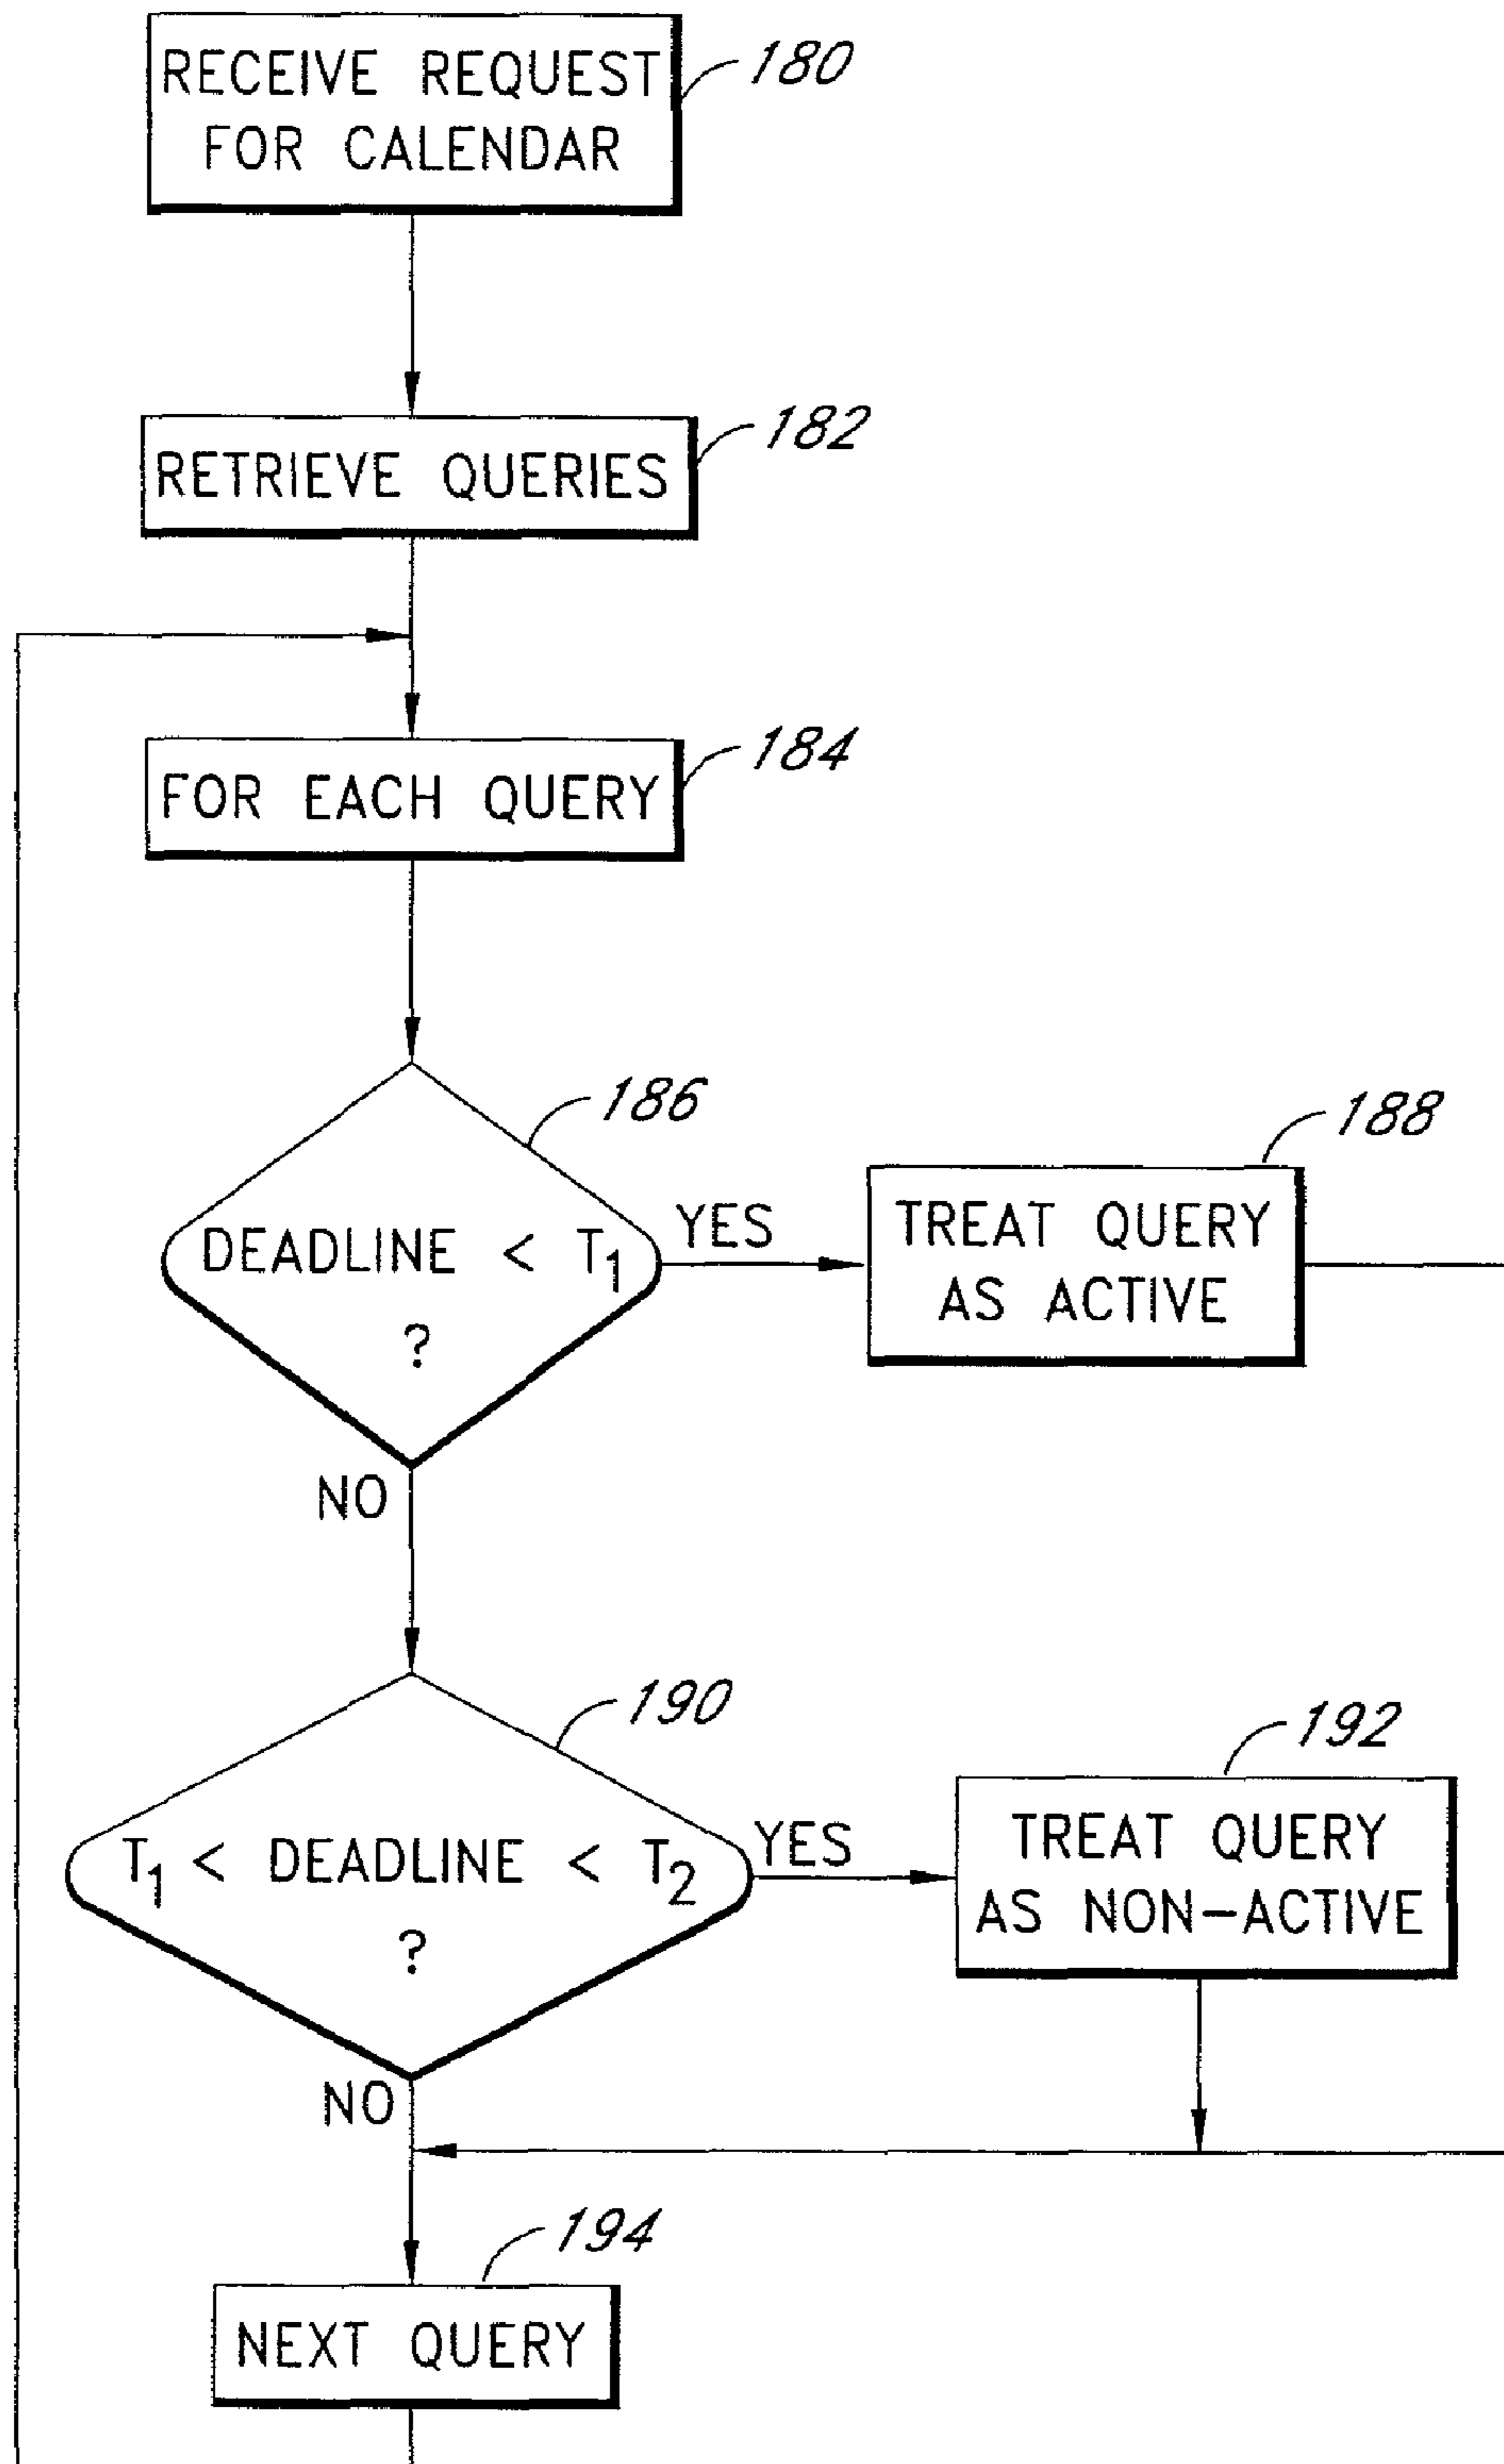 RECEIVE REQUEST
FOR CALENDAR
180
RETRIEVE QUERIES
182
FOR EACH QUERY
184
186
DEADLINE < T₁
?
YES
188
TREAT QUERY
AS ACTIVE
NO
190
T₁ < DEADLINE < T₂
?
YES
192
TREAT QUERY
AS NON-ACTIVE
NO
194
NEXT QUERY